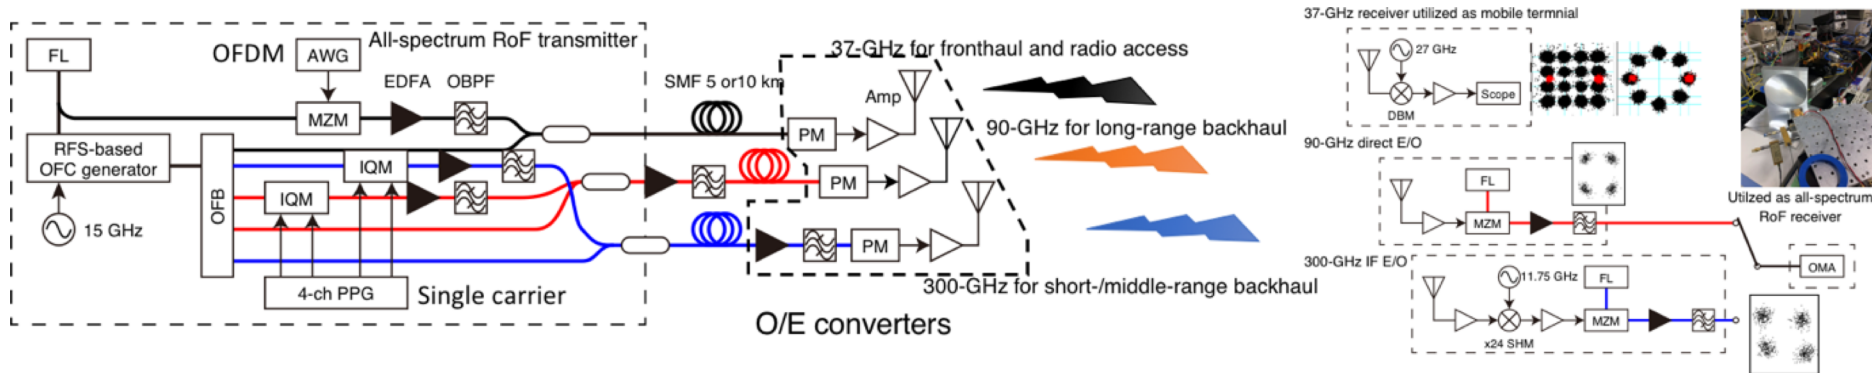 FL
OFDM
AWG
All-spectrum RoF transmitter
EDFA
OBPF
MZM
RFS-based
OFC generator
15 GHz
OFB
IQM
IQM
4-ch PPG
Single carrier
SMF 5 or10 km
37-GHz for fronthaul and radio access
Amp
PM
90-GHz for long-range backhaul
PM
PM
300-GHz for short-/middle-range backhaul
O/E converters
37-GHz receiver utilized as mobile termnial
27 GHz
Scope
DBM
90-GHz direct E/O
FL
MZM
Utilzed as all-spectrum
RoF receiver
OMA
300-GHz IF E/O
11.75 GHz
FL
MZM
x24 SHM